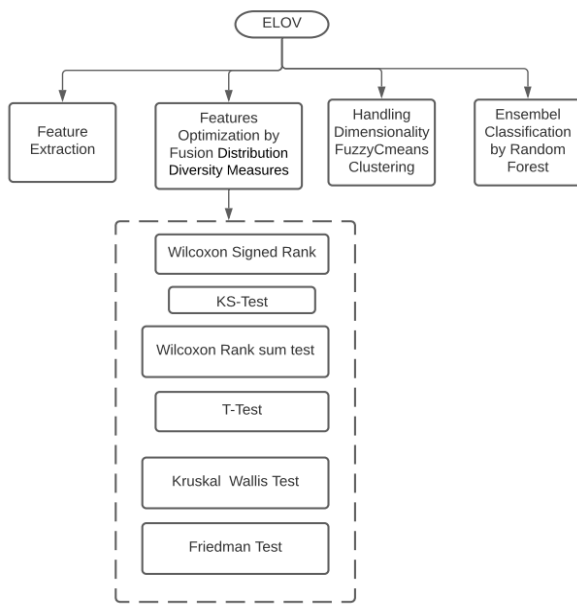 ELOV
Feature
Extraction
Features
Optimization by
Fusion Distribution
Diversity Measures
Handling
Dimensionality
FuzzyCmeans
Clustering
Ensembel
Classification
by Random
Forest
Wilcoxon Signed Rank
KS-Test
Wilcoxon Rank sum test
T-Test
Kruskal Wallis Test
Friedman Test